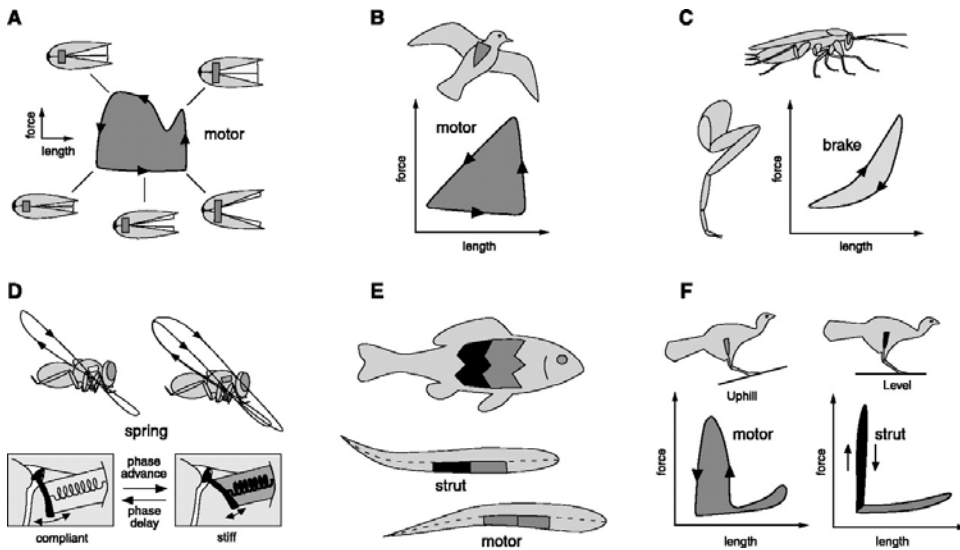 A
force
length
motor
B
motor
force
length
C
brake
force
length
D
spring
phase
advance
phase
delay
compliant
stiff
E
strut
motor
F
Uphill
Level
motor
force
length
strut
force
length